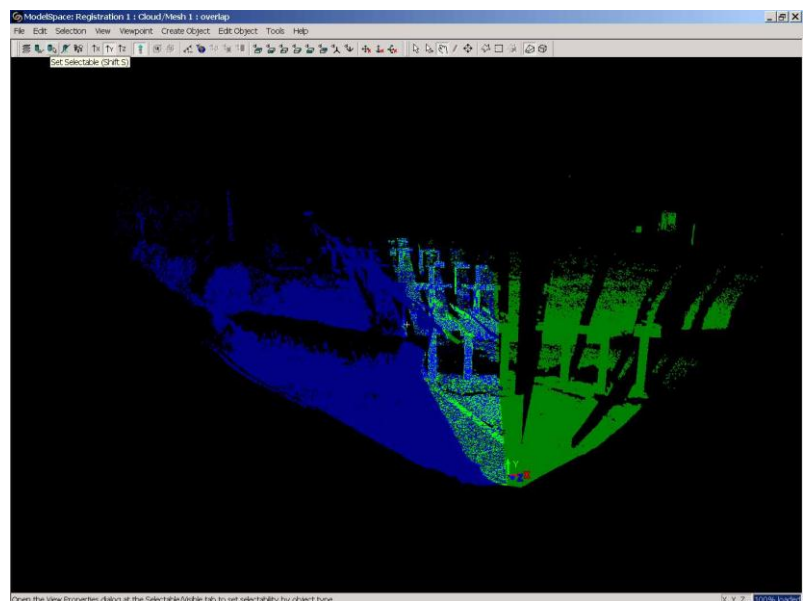 ModelSpace: Registration 1 : Cloud/Mesh 1 : overlap
File Edit Selection View Viewpoint Create Object Edit Object Tools Help
Set Selectable (Shift S)
Y
Z
Open the View Properties dialog at the Selectable/Visible tab to set selectability by object type
X Y Z 100% loaded